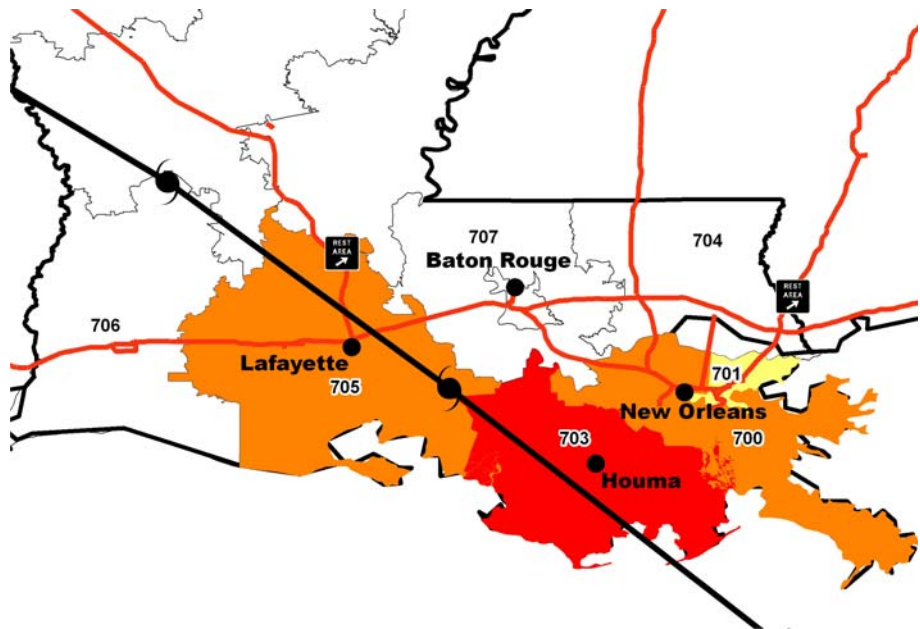 707
704
Baton Rouge
REST
AREA
REST
AREA
706
Lafayette
705
701
New Orleans
703
700
Houma